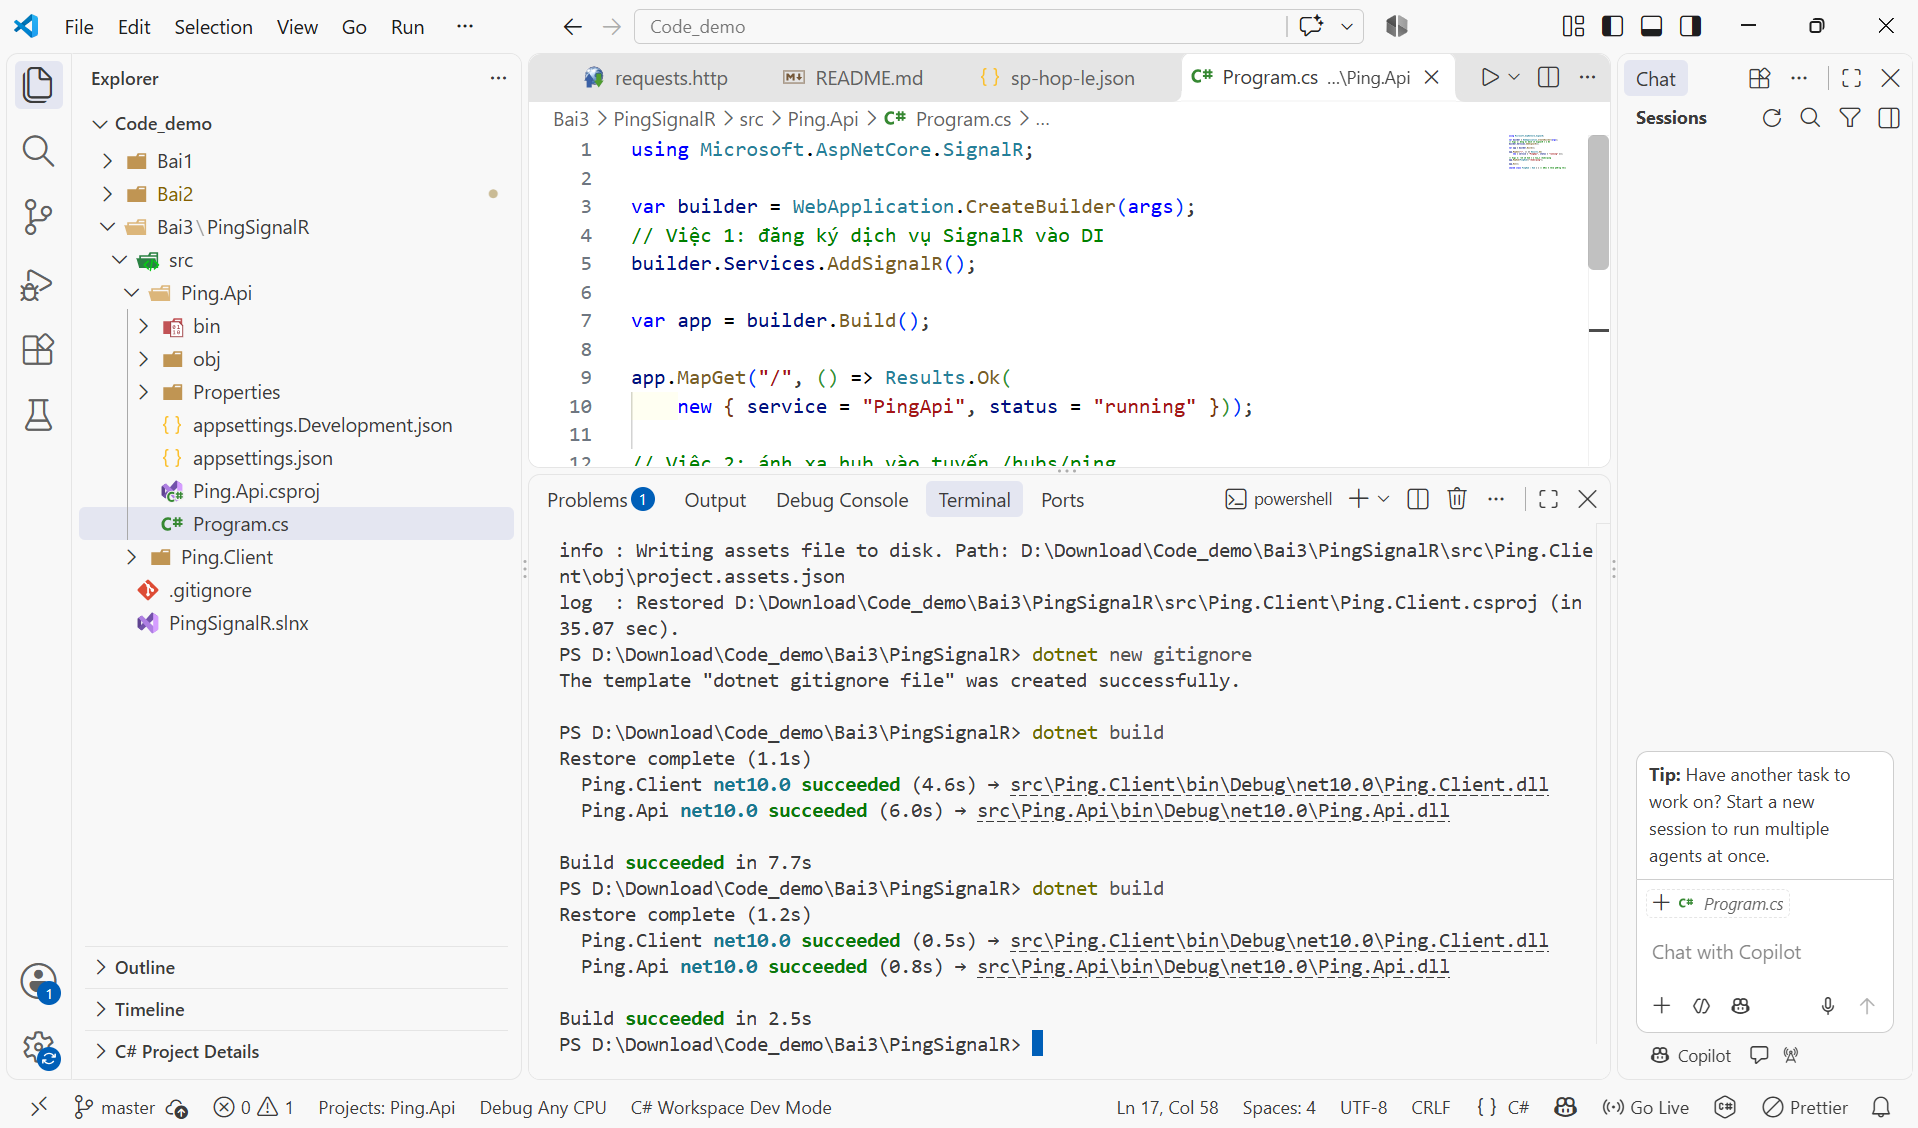 File Edit Selection View Go Run ··· Code_demo
Explorer
Code_demo
Bai1
Bai2
Bai3\PingSignalR
src
Ping.Api
bin
obj
Properties
appsettings.Development.json
appsettings.json
Ping.Api.csproj
Program.cs
Ping.Client
.gitignore
PingSignalR.slnx
Outline
Timeline
C# Project Details
requests.http README.md sp-hop-le.json Program.cs ...\Ping.Api
Bai3 > PingSignalR > src > Ping.Api > Program.cs > ...
1 using Microsoft.AspNetCore.SignalR;
2
3 var builder = WebApplication.CreateBuilder(args);
4 // Việc 1: đăng ký dịch vụ SignalR vào DI
5 builder.Services.AddSignalR();
6
7 var app = builder.Build();
8
9 app.MapGet("/", () => Results.Ok(
10 new { service = "PingApi", status = "running" }));
11
12 // Việc 2: ánh xạ hub vào tuyến /hubs/ping
Problems 1 Output Debug Console Terminal Ports powershell
info : Writing assets file to disk. Path: D:\Download\Code_demo\Bai3\PingSignalR\src\Ping.Clie
nt\obj\project.assets.json
log  : Restored D:\Download\Code_demo\Bai3\PingSignalR\src\Ping.Client\Ping.Client.csproj (in
35.07 sec).
PS D:\Download\Code_demo\Bai3\PingSignalR> dotnet new gitignore
The template "dotnet gitignore file" was created successfully.
PS D:\Download\Code_demo\Bai3\PingSignalR> dotnet build
Restore complete (1.1s)
Ping.Client net10.0 succeeded (4.6s) → src\Ping.Client\bin\Debug\net10.0\Ping.Client.dll
Ping.Api net10.0 succeeded (6.0s) → src\Ping.Api\bin\Debug\net10.0\Ping.Api.dll
Build succeeded in 7.7s
PS D:\Download\Code_demo\Bai3\PingSignalR> dotnet build
Restore complete (1.2s)
Ping.Client net10.0 succeeded (0.5s) → src\Ping.Client\bin\Debug\net10.0\Ping.Client.dll
Ping.Api net10.0 succeeded (0.8s) → src\Ping.Api\bin\Debug\net10.0\Ping.Api.dll
Build succeeded in 2.5s
PS D:\Download\Code_demo\Bai3\PingSignalR>
Chat
Sessions
Tip: Have another task to
work on? Start a new
session to run multiple
agents at once.
Program.cs
Chat with Copilot
Copilot
1
master 0 1 Projects: Ping.Api Debug Any CPU C# Workspace Dev Mode Ln 17, Col 58 Spaces: 4 UTF-8 CRLF { } C# Go Live Prettier